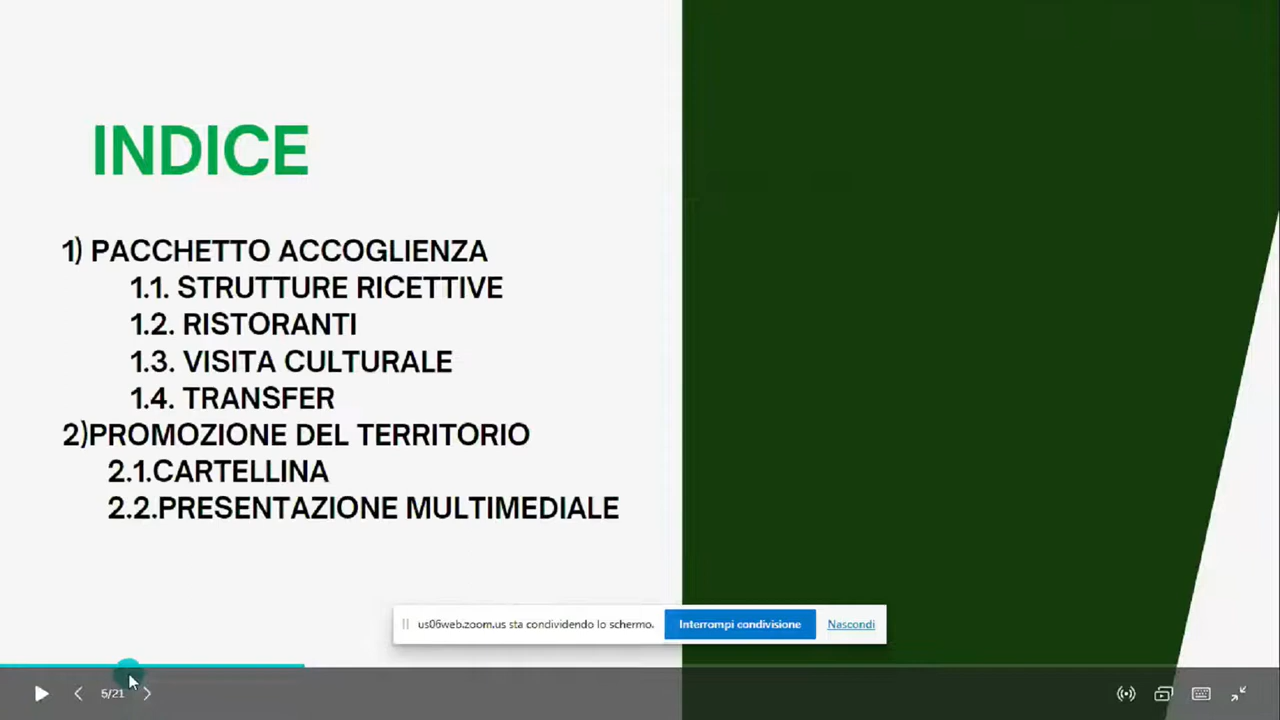 INDICE
1) PACCHETTO ACCOGLIENZA
1.1. STRUTTURE RICETTIVE
1.2. RISTORANTI
1.3. VISITA CULTURALE
1.4. TRANSFER
2)PROMOZIONE DEL TERRITORIO
2.1.CARTELLINA
2.2.PRESENTAZIONE MULTIMEDIALE
us06web.zoom.us sta condividendo lo schermo. Interrompi condivisione Nascondi
5/21